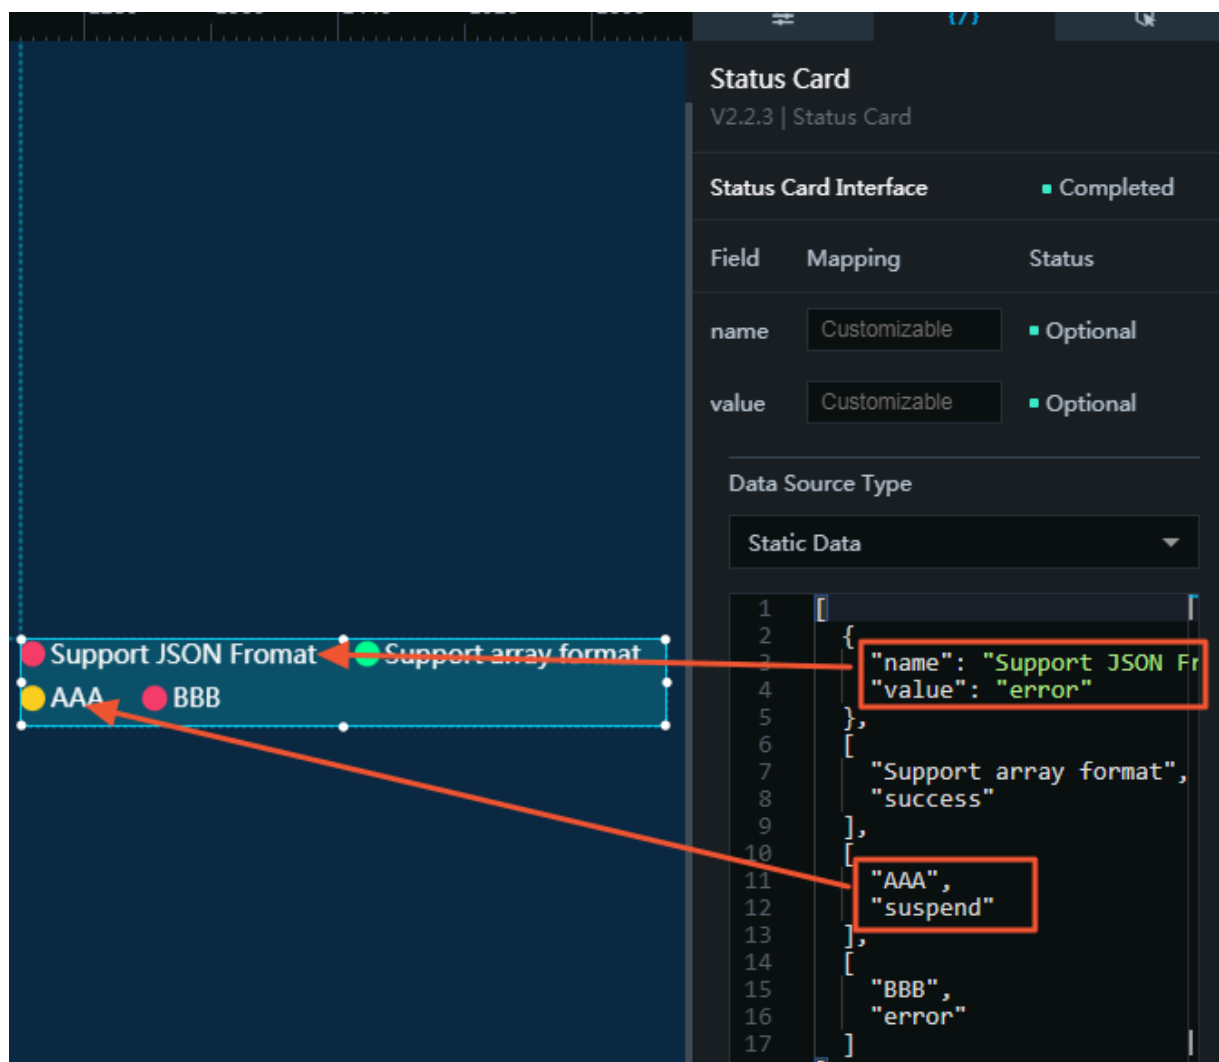 {/}
Status Card
V2.2.3 | Status Card
Status Card Interface Completed
Field Mapping Status
name Customizable Optional
value Customizable Optional
Data Source Type
Static Data
Support JSON Fromat Support array format
AAA BBB
1 [
2 {
3 "name": "Support JSON Fr
4 "value": "error"
5 },
6 [
7 "Support array format",
8 "success"
9 ],
10 [
11 "AAA",
12 "suspend"
13 ],
14 [
15 "BBB",
16 "error"
17 ]